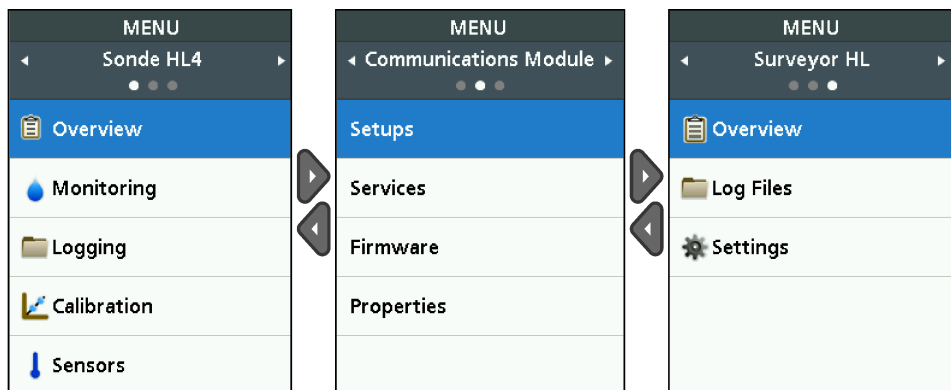 MENU
Sonde HL4
Overview
Monitoring
Logging
Calibration
Sensors
MENU
Communications Module
Setups
Services
Firmware
Properties
MENU
Surveyor HL
Overview
Log Files
Settings